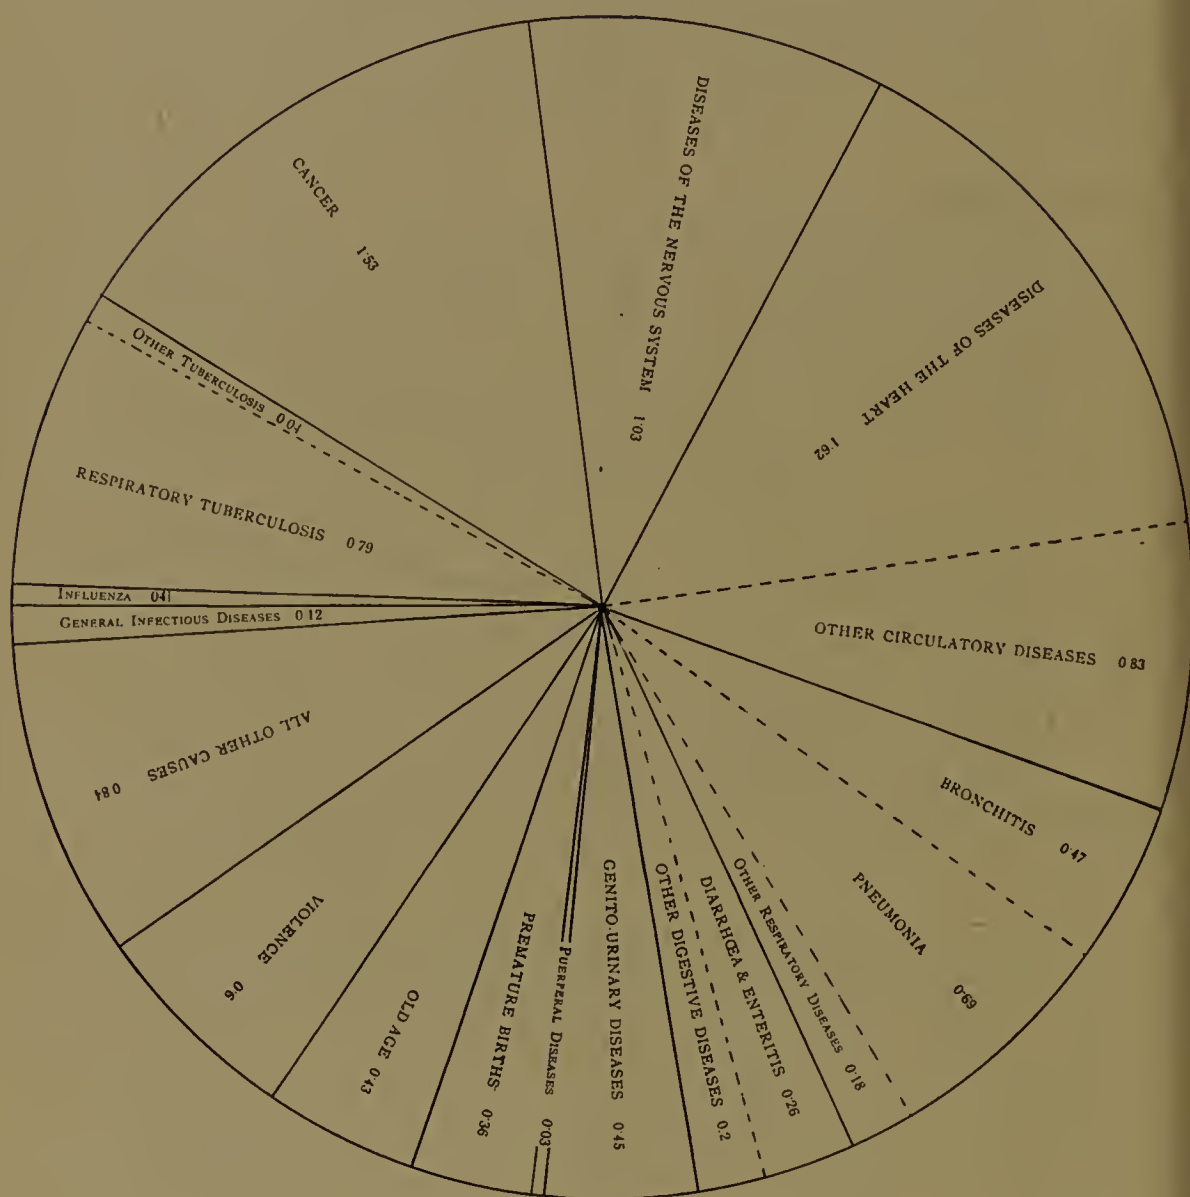 DISEASES OF THE NERVOUS SYSTEM 1·03
DISEASES OF THE HEART 1·62
OTHER CIRCULATORY DISEASES 0 83
BRONCHITIS 0·47
PNEUMONIA 0·69
OTHER RESPIRATORY DISEASES 0·18
DIARRHŒA & ENTERITIS 0·26
OTHER DIGESTIVE DISEASES 0.2
GENITO-URINARY DISEASES 0·45
PUERPERAL DISEASES 0·03
PREMATURE BIRTHS 0·36
OLD AGE 0·43
VIOLENCE 0·6
ALL OTHER CAUSES 0 84
GENERAL INFECTIOUS DISEASES 0 12
INFLUENZA
RESPIRATORY TUBERCULOSIS 0 79
OTHER TUBERCULOSIS
CANCER 1·53